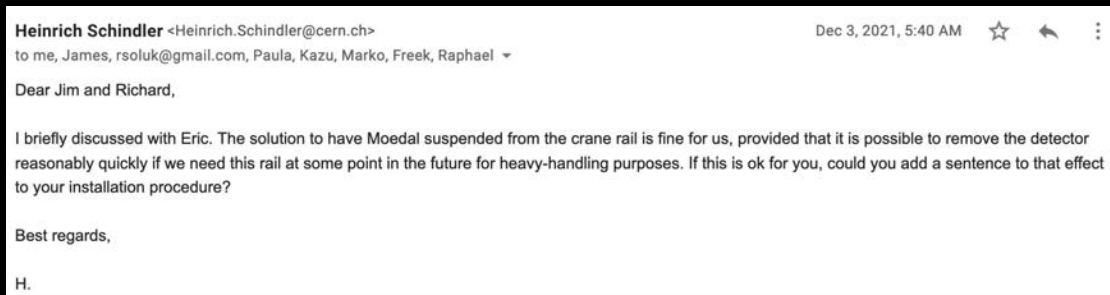 Heinrich Schindler <Heinrich.Schindler@cern.ch> Dec 3, 2021, 5:40 AM
to me, James, rsoluk@gmail.com, Paula, Kazu, Marko, Freek, Raphael
Dear Jim and Richard,
I briefly discussed with Eric. The solution to have Moedal suspended from the crane rail is fine for us, provided that it is possible to remove the detector
reasonably quickly if we need this rail at some point in the future for heavy-handling purposes. If this is ok for you, could you add a sentence to that effect
to your installation procedure?
Best regards,
H.